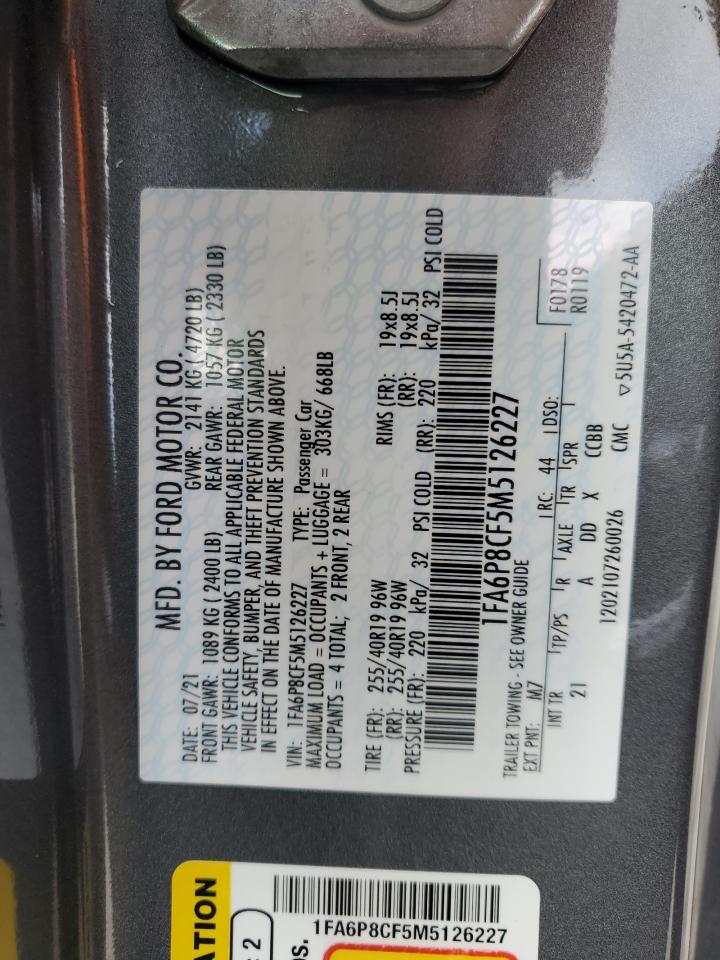 MFD. BY FORD MOTOR CO.
DATE: 07/21 GVWR: 2141 KG ( 4720 LB)
FRONT GAWR: 1089 KG ( 2400 LB) REAR GAWR: 1057 KG ( 2330 LB)
THIS VEHICLE CONFORMS TO ALL APPLICABLE FEDERAL MOTOR
VEHICLE SAFETY, BUMPER, AND THEFT PREVENTION STANDARDS
IN EFFECT ON THE DATE OF MANUFACTURE SHOWN ABOVE.
VIN: 1FA6P8CF5M5126227 TYPE: Passenger Car
MAXIMUM LOAD = OCCUPANTS + LUGGAGE = 303KG/ 668LB
OCCUPANTS = 4 TOTAL; 2 FRONT, 2 REAR
TIRE (FR): 255/40R19 96W RIMS (FR): 19x8.5J
(RR): 255/40R19 96W (RR): 19x8.5J
PRESSURE (FR): 220 kPa/ 32 PSI COLD (RR): 220 kPa/ 32 PSI COLD
1FA6P8CF5M5126227
TRAILER TOWING - SEE OWNER GUIDE
EXT PNT: M7 RC: 44 DSO: F0178
R0119
INT TR TP/PS R AXLE TR SPR
21 A DD X CCBB
1202107260026 CMC ▽5U5A-5420472-AA
ATION
: 2
os.
1FA6P8CF5M5126227